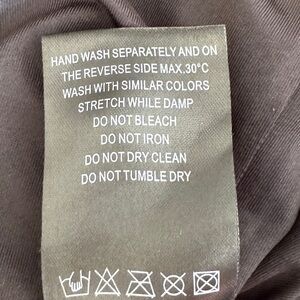 HAND WASH SEPARATELY AND ON
THE REVERSE SIDE MAX.30°C
WASH WITH SIMILAR COLORS
STRETCH WHILE DAMP
DO NOT BLEACH
DO NOT IRON
DO NOT DRY CLEAN
DO NOT TUMBLE DRY